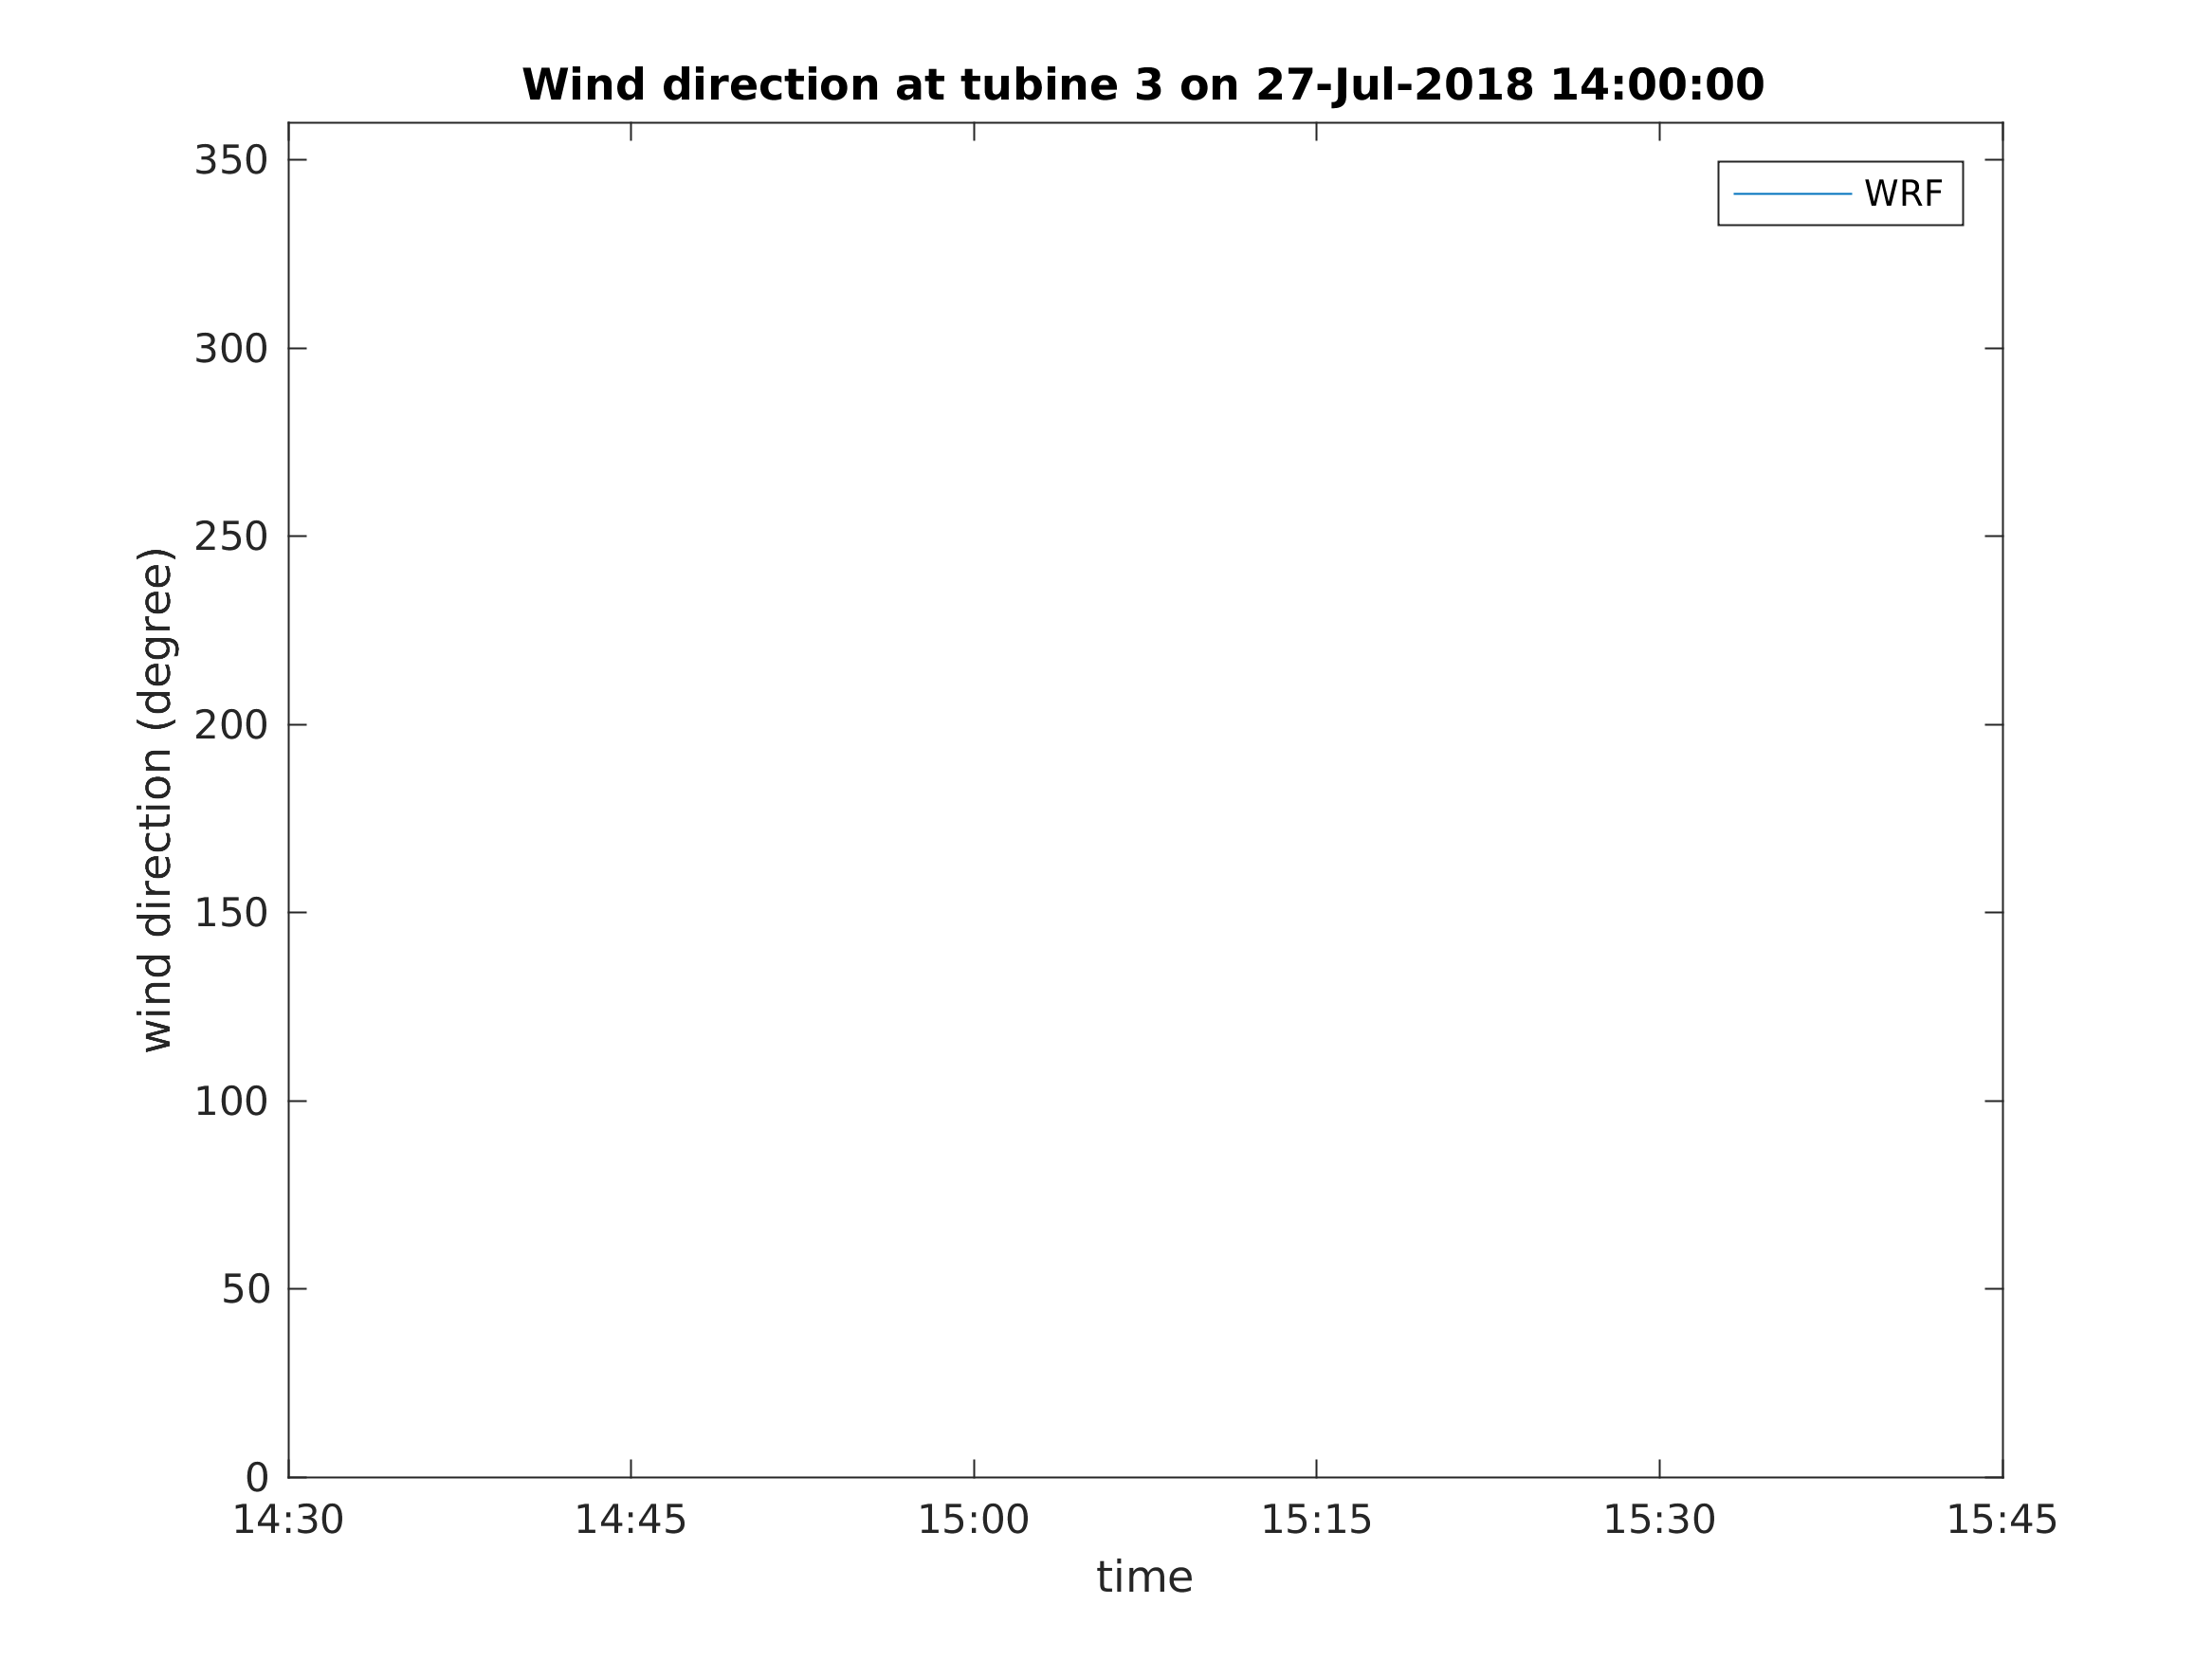 Wind direction at tubine 3 on 27-Jul-2018 14:00:00
WRF
wind direction (degree)
350
300
250
200
150
100
50
0
14:30 14:45 15:00 15:15 15:30 15:45
time